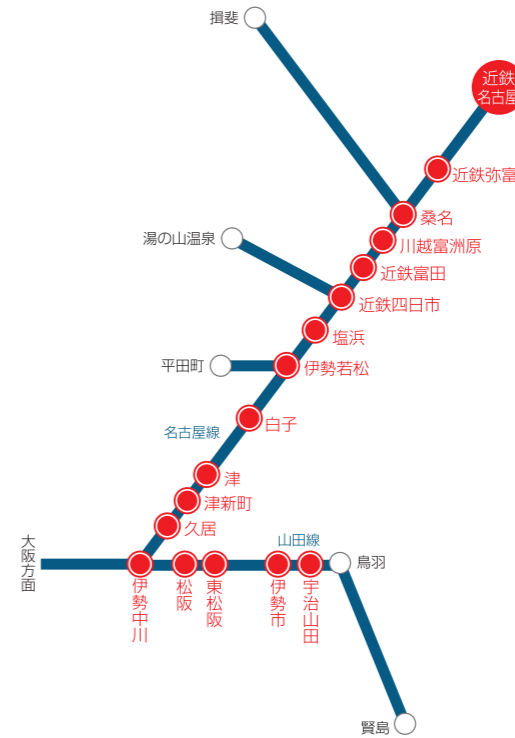 揖斐
近鉄
名古屋
近鉄弥富
桑名
川越富洲原
湯の山温泉
近鉄富田
近鉄四日市
塩浜
平田町
伊勢若松
白子
名古屋線
津
津新町
久居
大阪方面
山田線
鳥羽
伊勢中川
松阪
東松阪
伊勢市
宇治山田
賢島